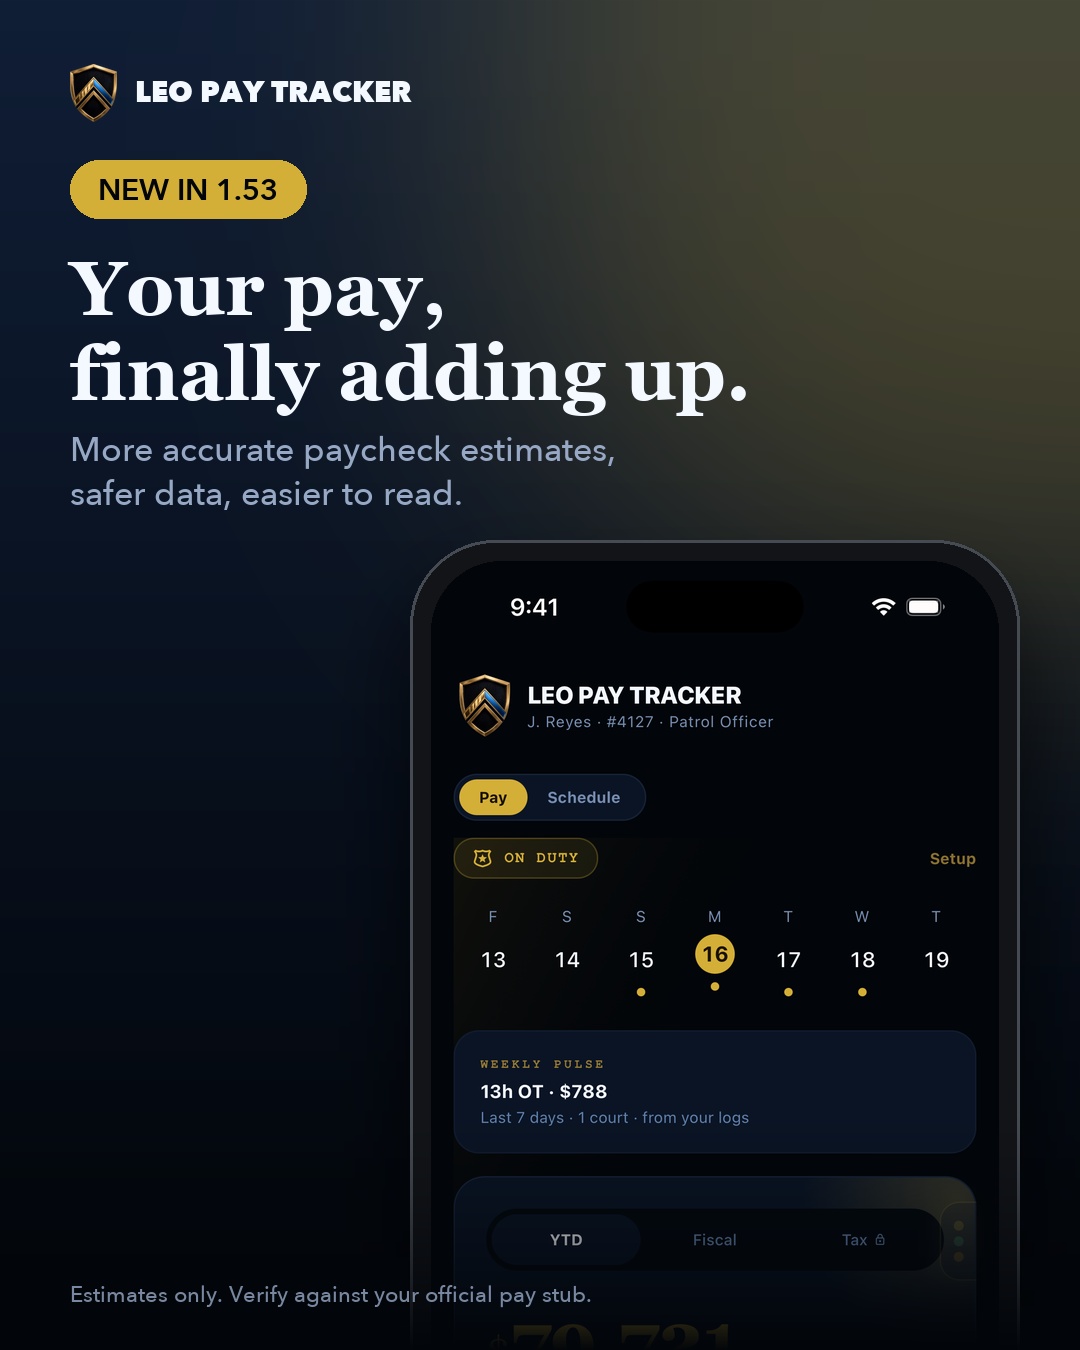 LEO PAY TRACKER
NEW IN 1.53
Your pay,
finally adding up.
More accurate paycheck estimates,
safer data, easier to read.
9:41
LEO PAY TRACKER
J. Reyes · #4127 · Patrol Officer
Pay Schedule
ON DUTY Setup
F S S M T W T
13 14 15 16 17 18 19
WEEKLY PULSE
13h OT · $788
Last 7 days · 1 court · from your logs
YTD Fiscal Tax
Estimates only. Verify against your official pay stub.